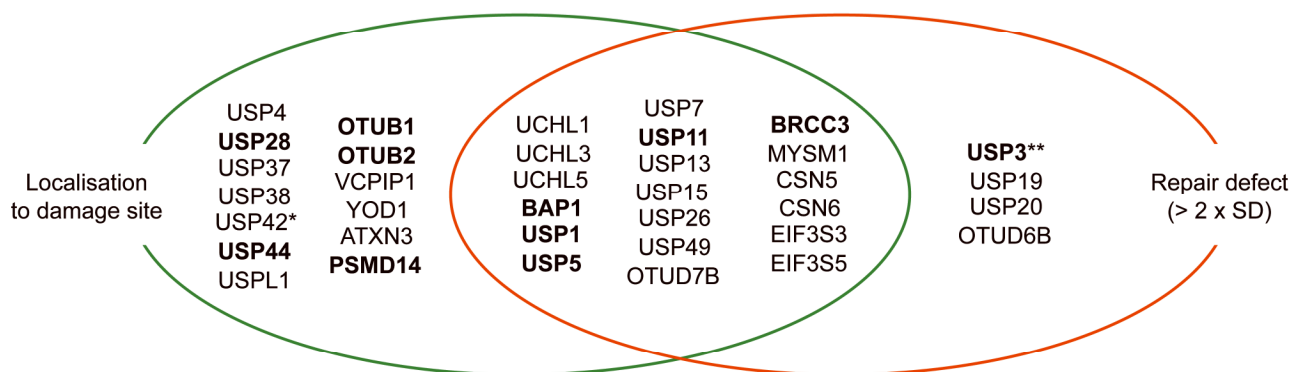 Localisation
to damage site
USP4
USP28
USP37
USP38
USP42*
USP44
USPL1
OTUB1
OTUB2
VCPIP1
YOD1
ATXN3
PSMD14
UCHL1
UCHL3
UCHL5
BAP1
USP1
USP5
USP7
USP11
USP13
USP15
USP26
USP49
OTUD7B
BRCC3
MYSM1
CSN5
CSN6
EIF3S3
EIF3S5
USP3**
USP19
USP20
OTUD6B
Repair defect
(> 2 x SD)